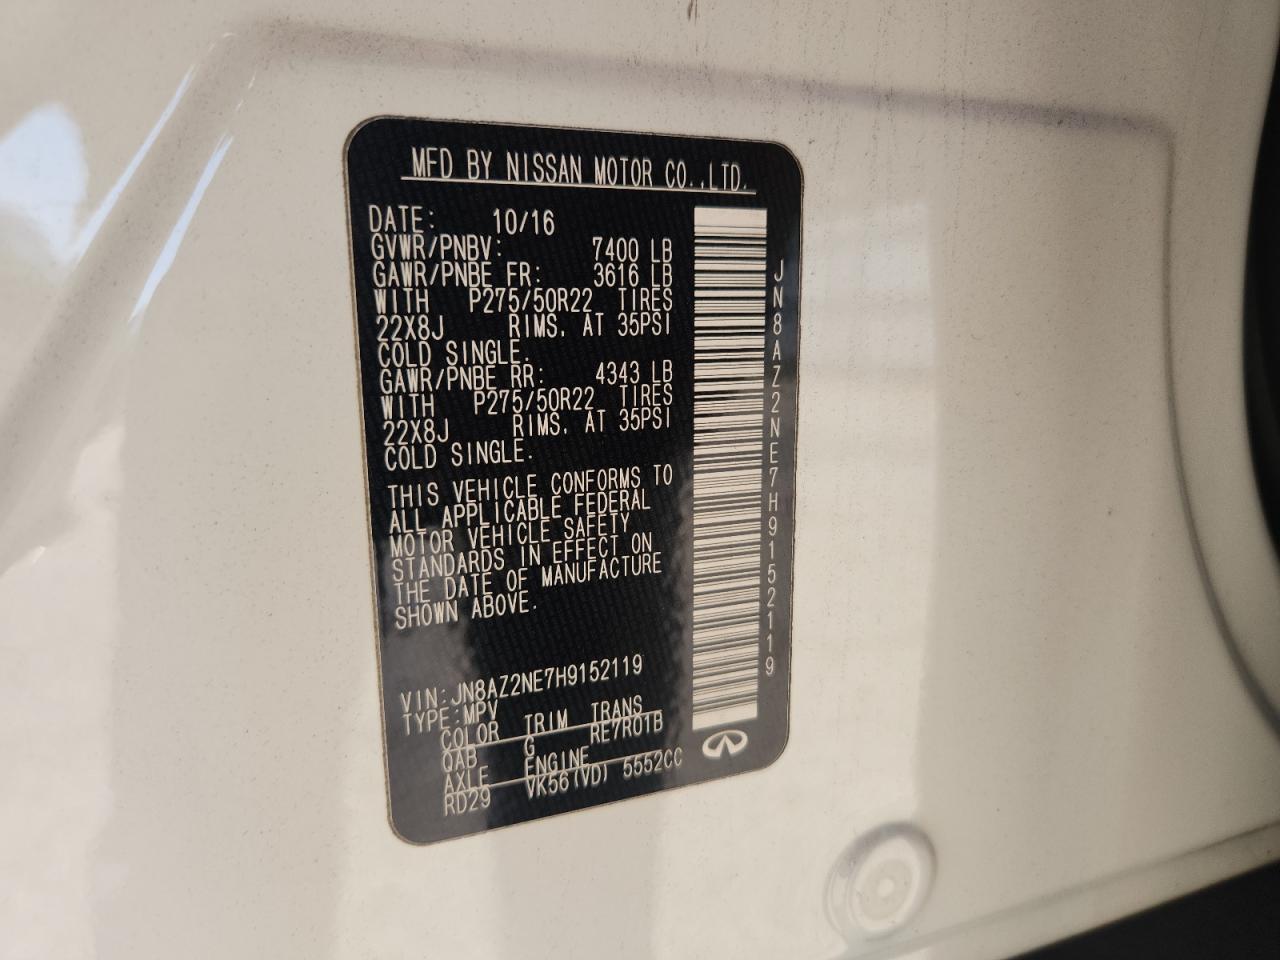 MFD BY NISSAN MOTOR CO.,LTD.
DATE: 10/16
GVWR/PNBV: 7400 LB
GAWR/PNBE FR: 3616 LB
WITH P275/50R22 TIRES
22X8J RIMS, AT 35PSI
COLD SINGLE.
GAWR/PNBE RR: 4343 LB
WITH P275/50R22 TIRES
22X8J RIMS, AT 35PSI
COLD SINGLE.
THIS VEHICLE CONFORMS TO
ALL APPLICABLE FEDERAL
MOTOR VEHICLE SAFETY
STANDARDS IN EFFECT ON
THE DATE OF MANUFACTURE
SHOWN ABOVE.
VIN:JN8AZ2NE7H9152119
TYPE:MPV
COLOR TRIM TRANS
QAB G RE7R01B
AXLE ENGINE
RD29 VK56(VD) 5552CC
JN8AZ2NE7H9152119